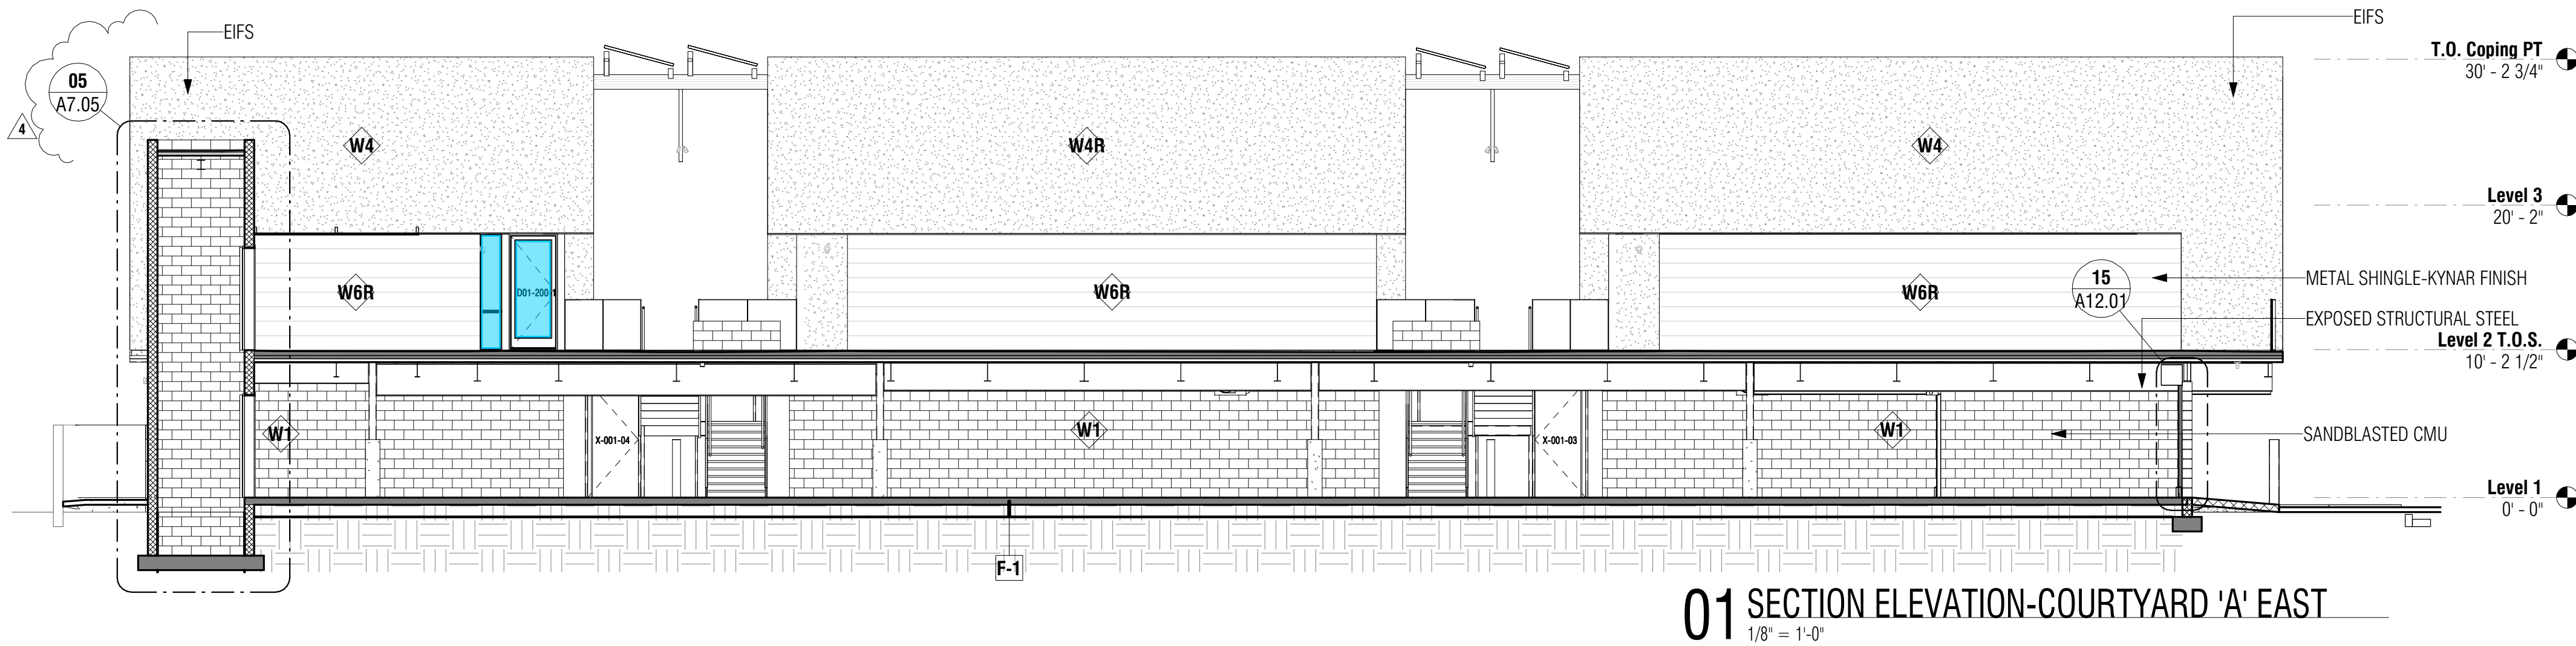 EIFS
EIFS
05
A7.05
4
T.O. Coping PT
30' - 2 3/4"
W4
W4R
W4
Level 3
20' - 2"
W6R
D01-200-1
W6R
W6R
15
A12.01
METAL SHINGLE-KYNAR FINISH
EXPOSED STRUCTURAL STEEL
Level 2 T.O.S.
10' - 2 1/2"
W1
X-001-04
W1
X-001-03
W1
SANDBLASTED CMU
Level 1
0' - 0"
F-1
01 SECTION ELEVATION-COURTYARD 'A' EAST
1/8" = 1'-0"